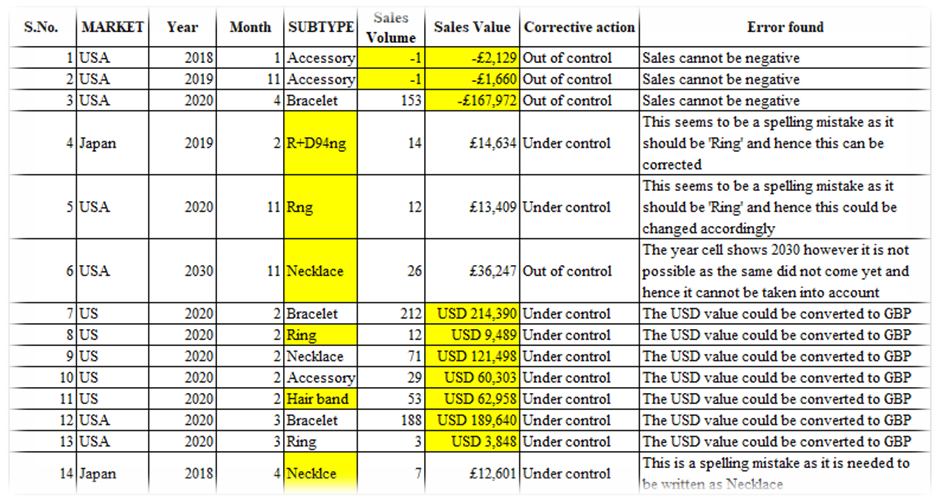 S.No. MARKET Year Month SUBTYPE Sales Volume Sales Value Corrective action Error found
1 USA 2018 1 Accessory -1 -£2,129 Out of control Sales cannot be negative
2 USA 2019 11 Accessory -1 -£1,660 Out of control Sales cannot be negative
3 USA 2020 4 Bracelet 153 -£167,972 Out of control Sales cannot be negative
4 Japan 2019 2 R+D94ng 14 £14,634 Under control This seems to be a spelling mistake as it
should be 'Ring' and hence this can be
corrected
5 USA 2020 11 Rng 12 £13,409 Under control This seems to be a spelling mistake as it
should be 'Ring' and hence this could be
changed accordingly
6 USA 2030 11 Necklace 26 £36,247 Out of control The year cell shows 2030 however it is not
possible as the same did not come yet and
hence it cannot be taken into account
7 US 2020 2 Bracelet 212 USD 214,390 Under control The USD value could be converted to GBP
8 US 2020 2 Ring 12 USD 9,489 Under control The USD value could be converted to GBP
9 US 2020 2 Necklace 71 USD 121,498 Under control The USD value could be converted to GBP
10 US 2020 2 Accessory 29 USD 60,303 Under control The USD value could be converted to GBP
11 US 2020 2 Hair band 53 USD 62,958 Under control The USD value could be converted to GBP
12 USA 2020 3 Bracelet 188 USD 189,640 Under control The USD value could be converted to GBP
13 USA 2020 3 Ring 3 USD 3,848 Under control The USD value could be converted to GBP
14 Japan 2018 4 Necklce 7 £12,601 Under control This is a spelling mistake as it is needed to
be written as Necklace